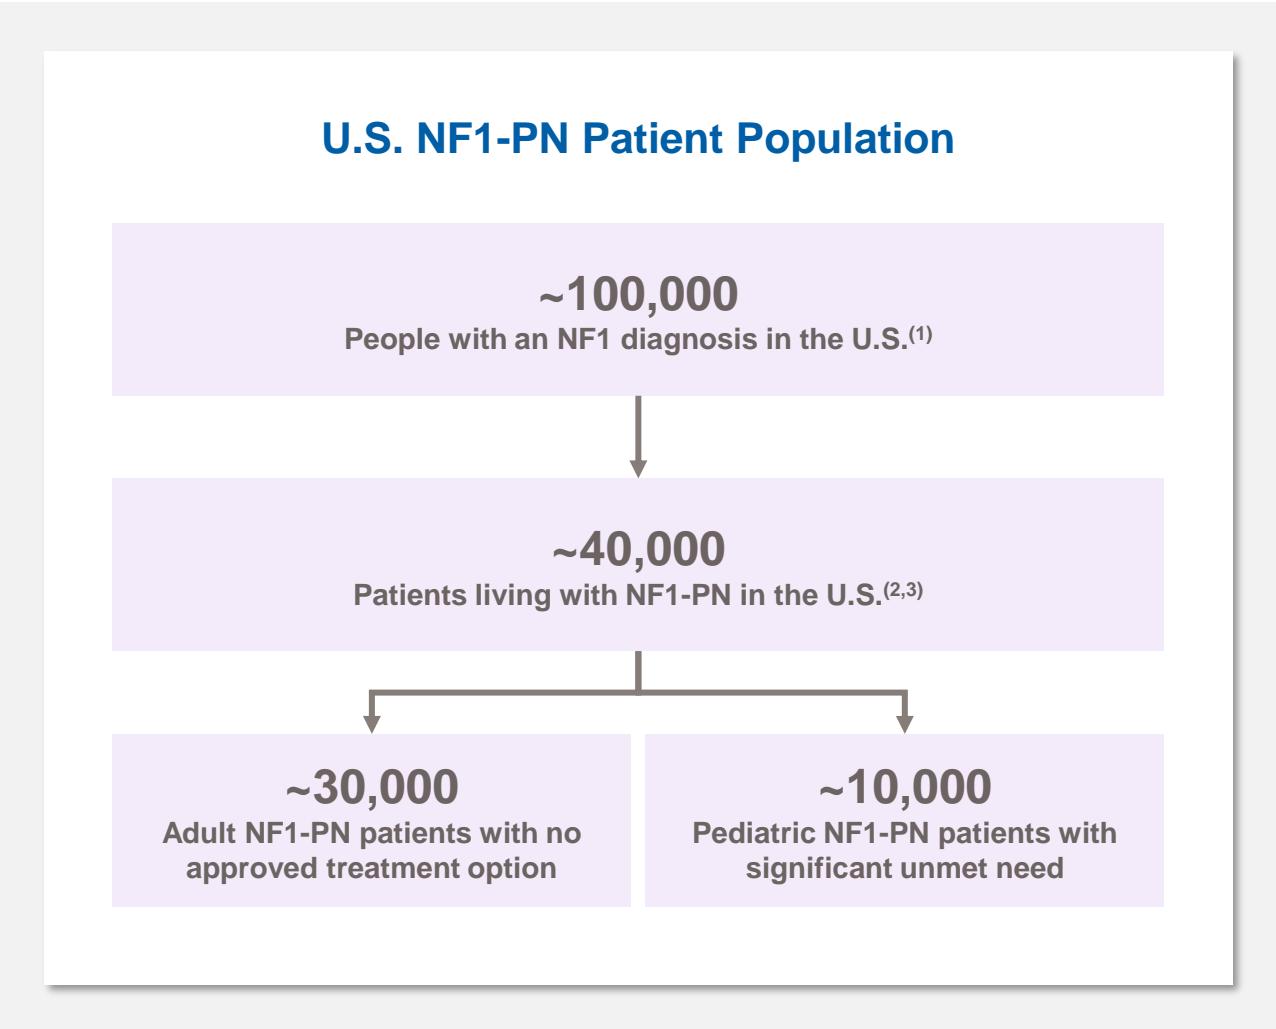 U.S. NF1-PN Patient Population
~100,000
People with an NF1 diagnosis in the U.S.(1)
~40,000
Patients living with NF1-PN in the U.S.(2,3)
~30,000
Adult NF1-PN patients with no
approved treatment option
~10,000
Pediatric NF1-PN patients with
significant unmet need